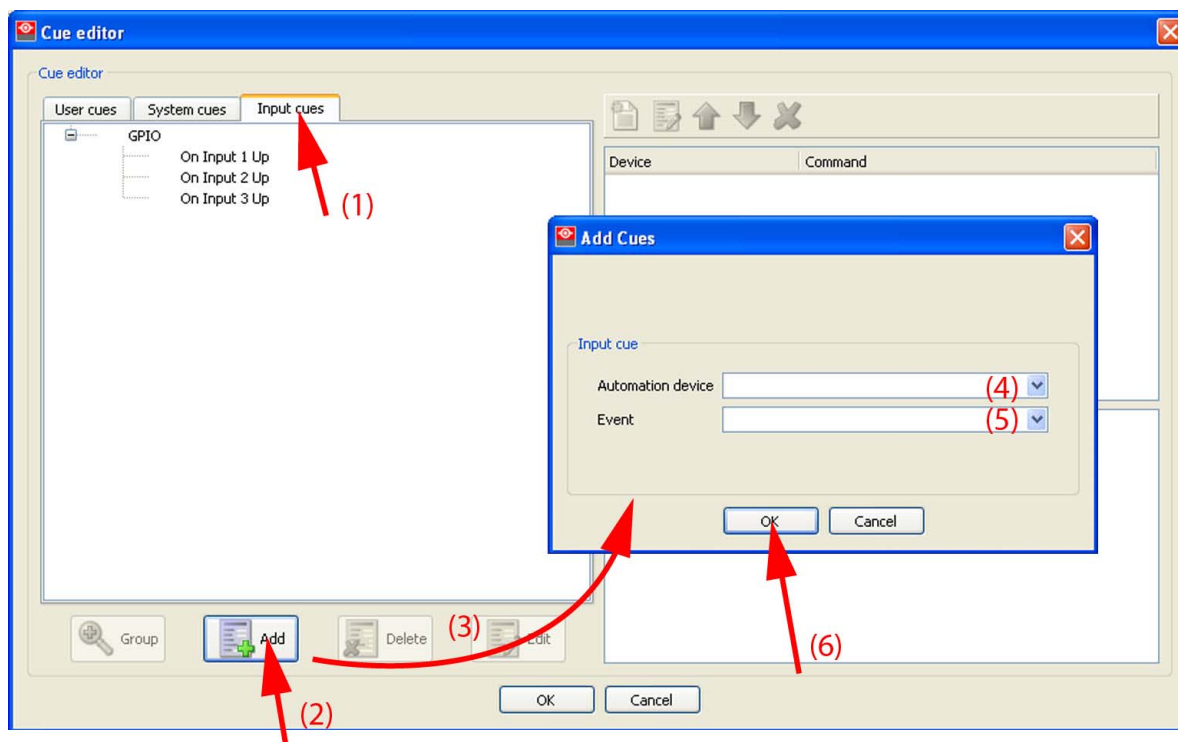 Cue editor
Cue editor
User cues System cues Input cues
GPIO
On Input 1 Up
On Input 2 Up
On Input 3 Up
(1)
Device Command
Add Cues
Input cue
Automation device (4)
Event (5)
OK Cancel
(6)
Group Add Delete (3) Edit
(2)
OK Cancel